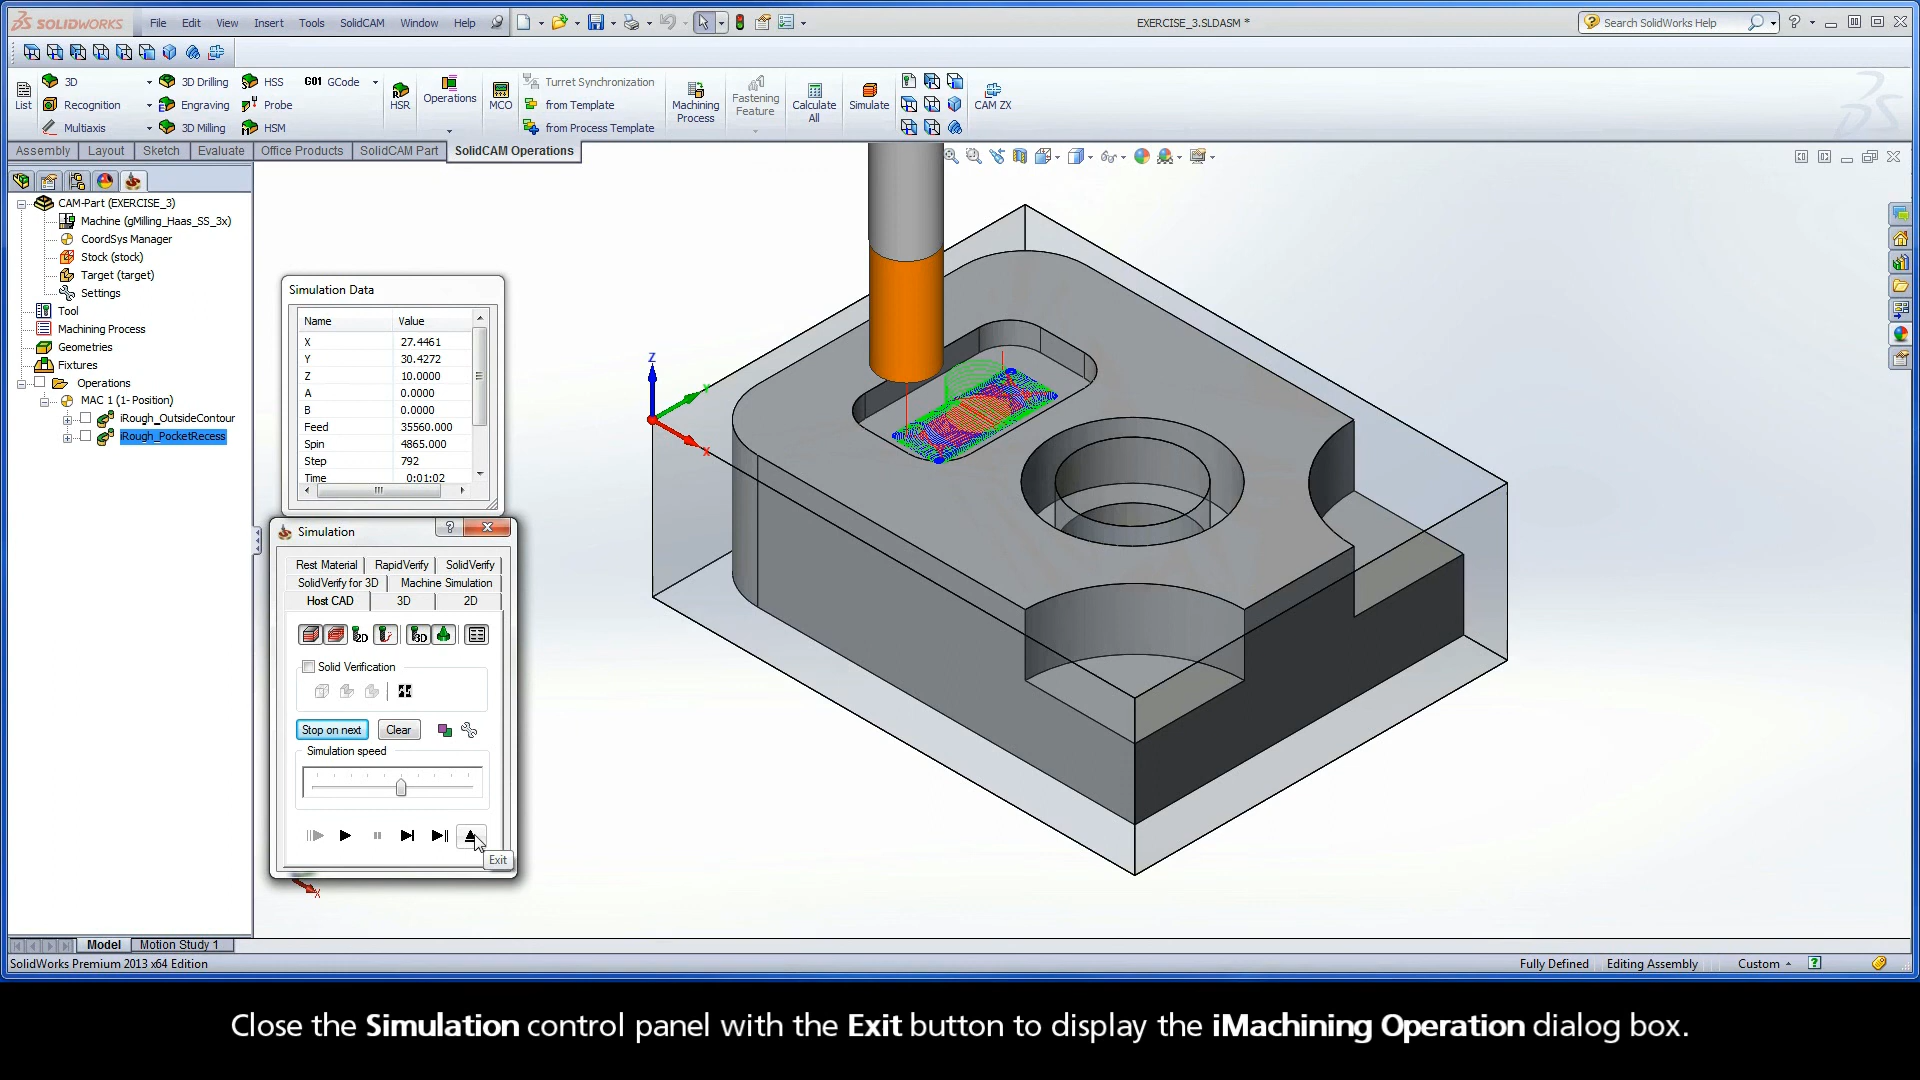 SOLIDWORKS File Edit View Insert Tools SolidCAM Window Help EXERCISE_3.SLDASM * Search SolidWorks Help
3D 3D Drilling HSS G01 GCode
Recognition Engraving Probe
Multiaxis 3D Milling HSM
List HSR Operations MCO
Turret Synchronization
from Template
from Process Template
Machining Process
Fastening Feature
Calculate All
Simulate
CAM ZX
Assembly Layout Sketch Evaluate Office Products SolidCAM Part SolidCAM Operations
CAM-Part (EXERCISE_3)
Machine (gMilling_Haas_SS_3x)
CoordSys Manager
Stock (stock)
Target (target)
Settings
Tool
Machining Process
Geometries
Fixtures
Operations
MAC 1 (1- Position)
iRough_OutsideContour
iRough_PocketRecess
Simulation Data
Name Value
X 27.4461
Y 30.4272
Z 10.0000
A 0.0000
B 0.0000
Feed 35560.000
Spin 4865.000
Step 792
Time 0:01:02
Simulation
Rest Material RapidVerify SolidVerify
SolidVerify for 3D Machine Simulation
Host CAD 3D 2D
2D 3D
Solid Verification
Stop on next Clear
Simulation speed
Exit
Z
Y
X
X
Model Motion Study 1
SolidWorks Premium 2013 x64 Edition Fully Defined Editing Assembly Custom
Close the Simulation control panel with the Exit button to display the iMachining Operation dialog box.